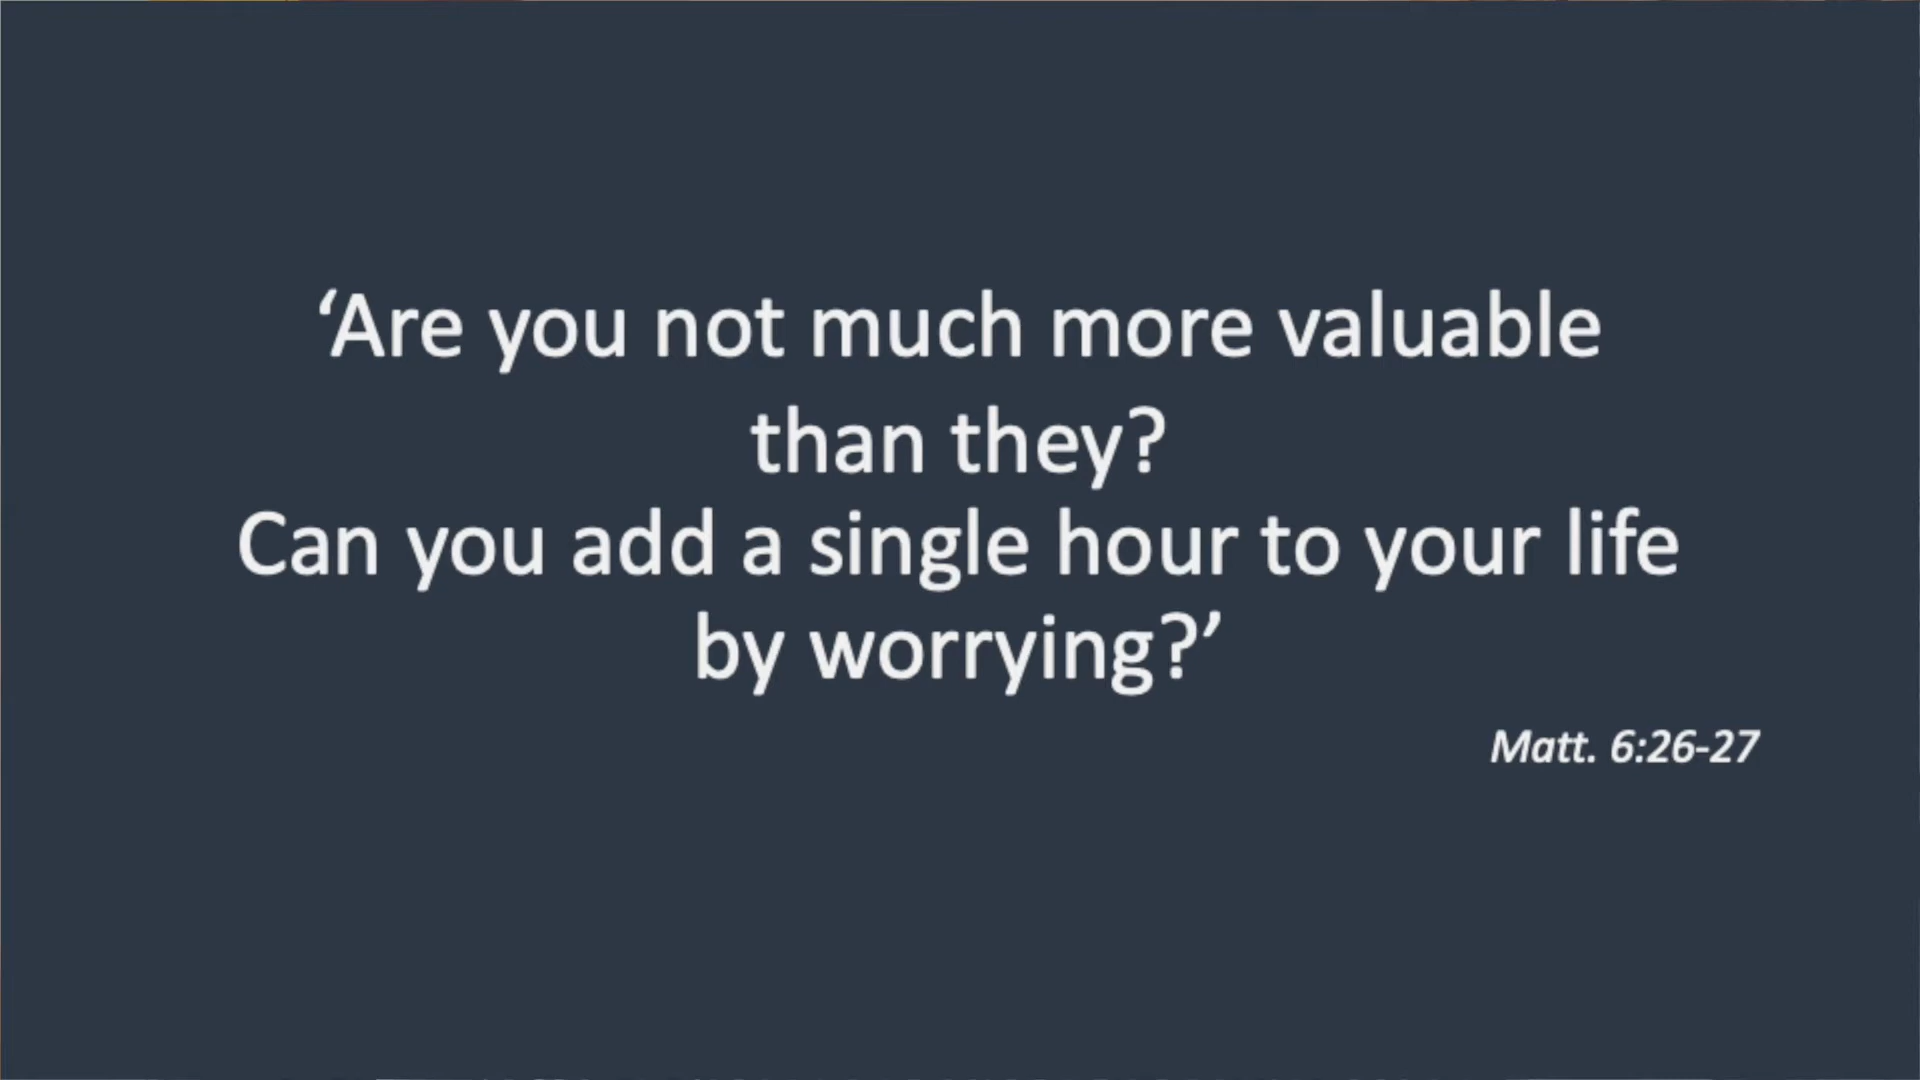 ‘Are you not much more valuable
than they?
Can you add a single hour to your life
by worrying?’
Matt. 6:26-27